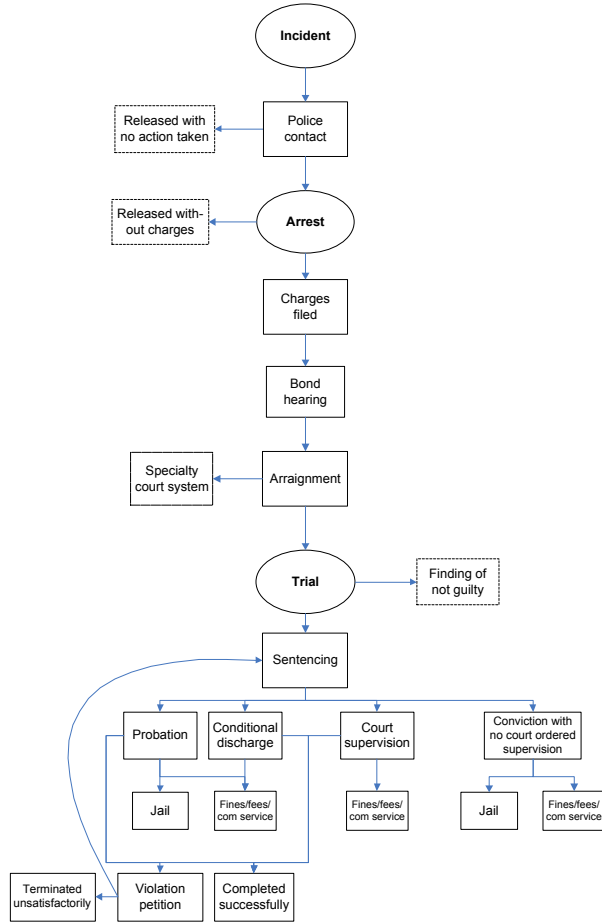 Incident
Released with
no action taken
Police
contact
Released with-
out charges
Arrest
Charges
filed
Bond
hearing
Specialty
court system
Arraignment
Trial
Finding of
not guilty
Sentencing
Probation
Conditional
discharge
Court
supervision
Conviction with
no court ordered
supervision
Jail
Fines/fees/
com service
Fines/fees/
com service
Jail
Fines/fees/
com service
Terminated
unsatisfactorily
Violation
petition
Completed
successfully